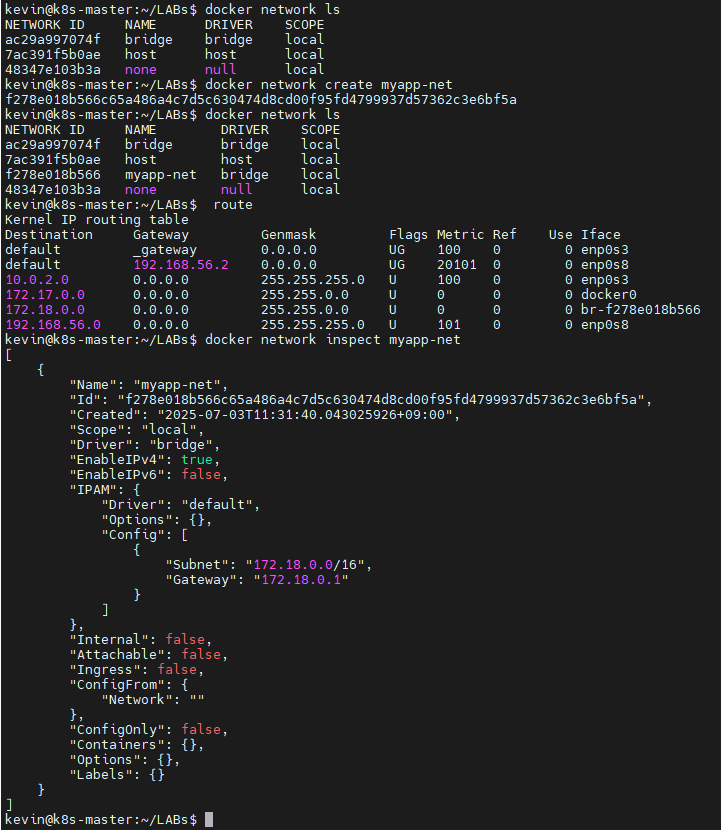 kevin@k8s-master:~/LABs$ docker network ls
NETWORK ID     NAME      DRIVER    SCOPE
ac29a997074f   bridge    bridge    local
7ac391f5b0ae   host      host      local
48347e103b3a   none      null      local
kevin@k8s-master:~/LABs$ docker network create myapp-net
f278e018b566c65a486a4c7d5c630474d8cd00f95fd4799937d57362c3e6bf5a
kevin@k8s-master:~/LABs$ docker network ls
NETWORK ID     NAME        DRIVER    SCOPE
ac29a997074f   bridge      bridge    local
7ac391f5b0ae   host        host      local
f278e018b566   myapp-net   bridge    local
48347e103b3a   none        null      local
kevin@k8s-master:~/LABs$  route
Kernel IP routing table
Destination     Gateway         Genmask         Flags Metric Ref    Use Iface
default         _gateway        0.0.0.0         UG    100    0        0 enp0s3
default         192.168.56.2    0.0.0.0         UG    20101  0        0 enp0s8
10.0.2.0        0.0.0.0         255.255.255.0   U     100    0        0 enp0s3
172.17.0.0      0.0.0.0         255.255.0.0     U     0      0        0 docker0
172.18.0.0      0.0.0.0         255.255.0.0     U     0      0        0 br-f278e018b566
192.168.56.0    0.0.0.0         255.255.255.0   U     101    0        0 enp0s8
kevin@k8s-master:~/LABs$ docker network inspect myapp-net
[
    {
        "Name": "myapp-net",
        "Id": "f278e018b566c65a486a4c7d5c630474d8cd00f95fd4799937d57362c3e6bf5a",
        "Created": "2025-07-03T11:31:40.043025926+09:00",
        "Scope": "local",
        "Driver": "bridge",
        "EnableIPv4": true,
        "EnableIPv6": false,
        "IPAM": {
            "Driver": "default",
            "Options": {},
            "Config": [
                {
                    "Subnet": "172.18.0.0/16",
                    "Gateway": "172.18.0.1"
                }
            ]
        },
        "Internal": false,
        "Attachable": false,
        "Ingress": false,
        "ConfigFrom": {
            "Network": ""
        },
        "ConfigOnly": false,
        "Containers": {},
        "Options": {},
        "Labels": {}
    }
]
kevin@k8s-master:~/LABs$